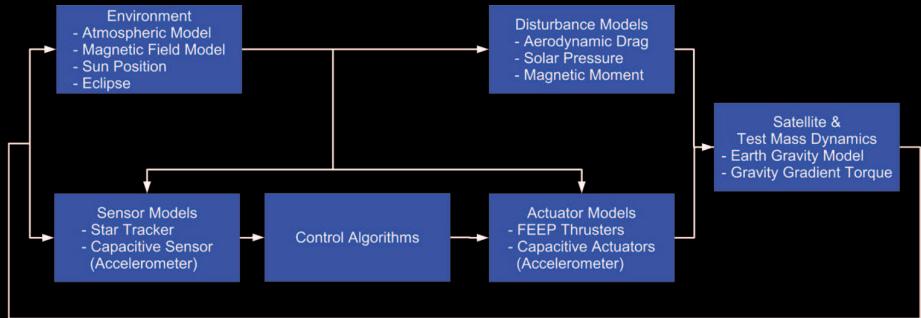 Environment
- Atmospheric Model
- Magnetic Field Model
- Sun Position
- Eclipse
Disturbance Models
- Aerodynamic Drag
- Solar Pressure
- Magnetic Moment
Satellite &
Test Mass Dynamics
- Earth Gravity Model
- Gravity Gradient Torque
Sensor Models
- Star Tracker
- Capacitive Sensor
(Accelerometer)
Control Algorithms
Actuator Models
- FEEP Thrusters
- Capacitive Actuators
(Accelerometer)